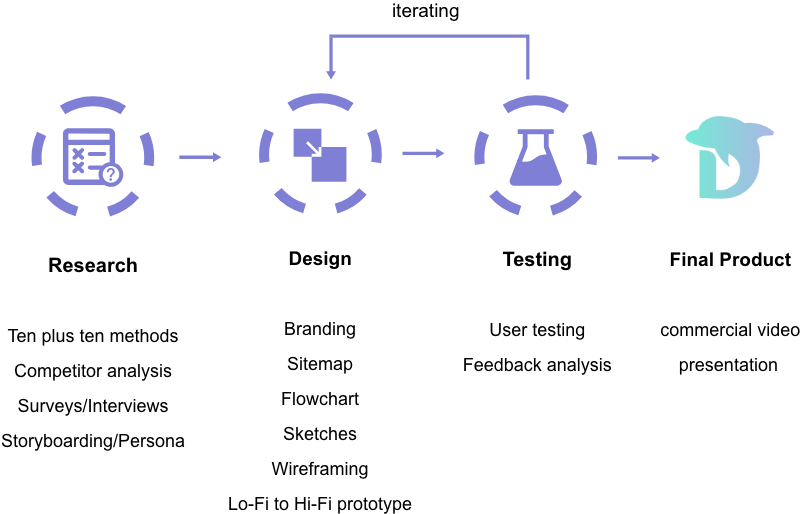 iterating
Research
Design
Testing
Final Product
Ten plus ten methods
Competitor analysis
Surveys/Interviews
Storyboarding/Persona
Branding
Sitemap
Flowchart
Sketches
Wireframing
Lo-Fi to Hi-Fi prototype
User testing
Feedback analysis
commercial video
presentation